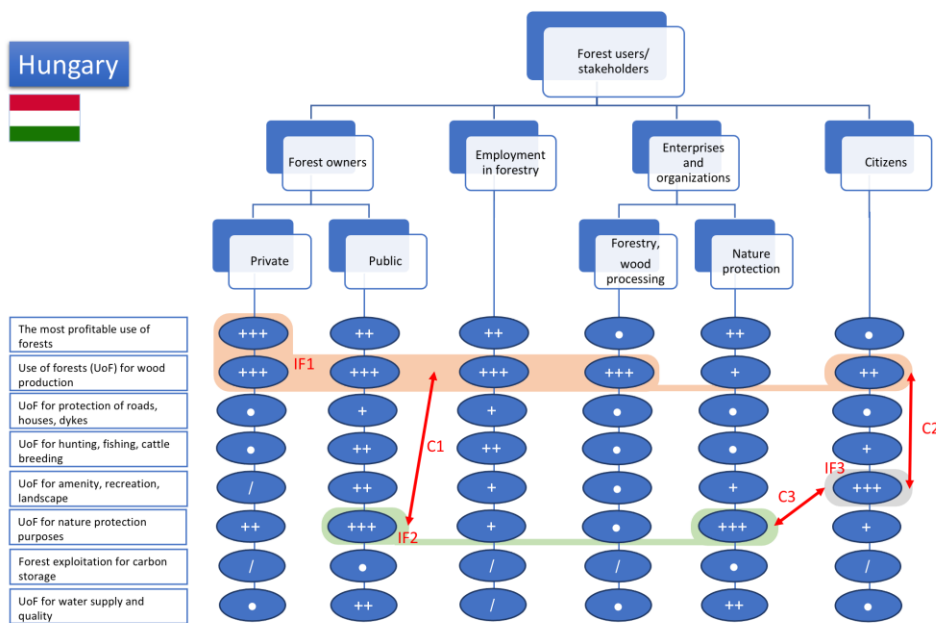 Hungary
Forest users/
stakeholders
Forest owners
Employment
in forestry
Enterprises
and
organizations
Citizens
Private
Public
Forestry,
wood
processing
Nature
protection
The most profitable use of
forests
+++
++
++
•
++
•
IF1
Use of forests (UoF) for wood
production
+++
+++
+++
+++
+
++
UoF for protection of roads,
houses, dykes
•
+
+
•
•
•
C1
C2
UoF for hunting, fishing, cattle
breeding
•
++
++
•
•
+
IF3
UoF for amenity, recreation,
landscape
/
++
+
•
+
+++
C3
UoF for nature protection
purposes
++
+++
+
•
+++
+
IF2
Forest exploitation for carbon
storage
/
•
/
/
•
/
UoF for water supply and
quality
•
++
/
•
++
•